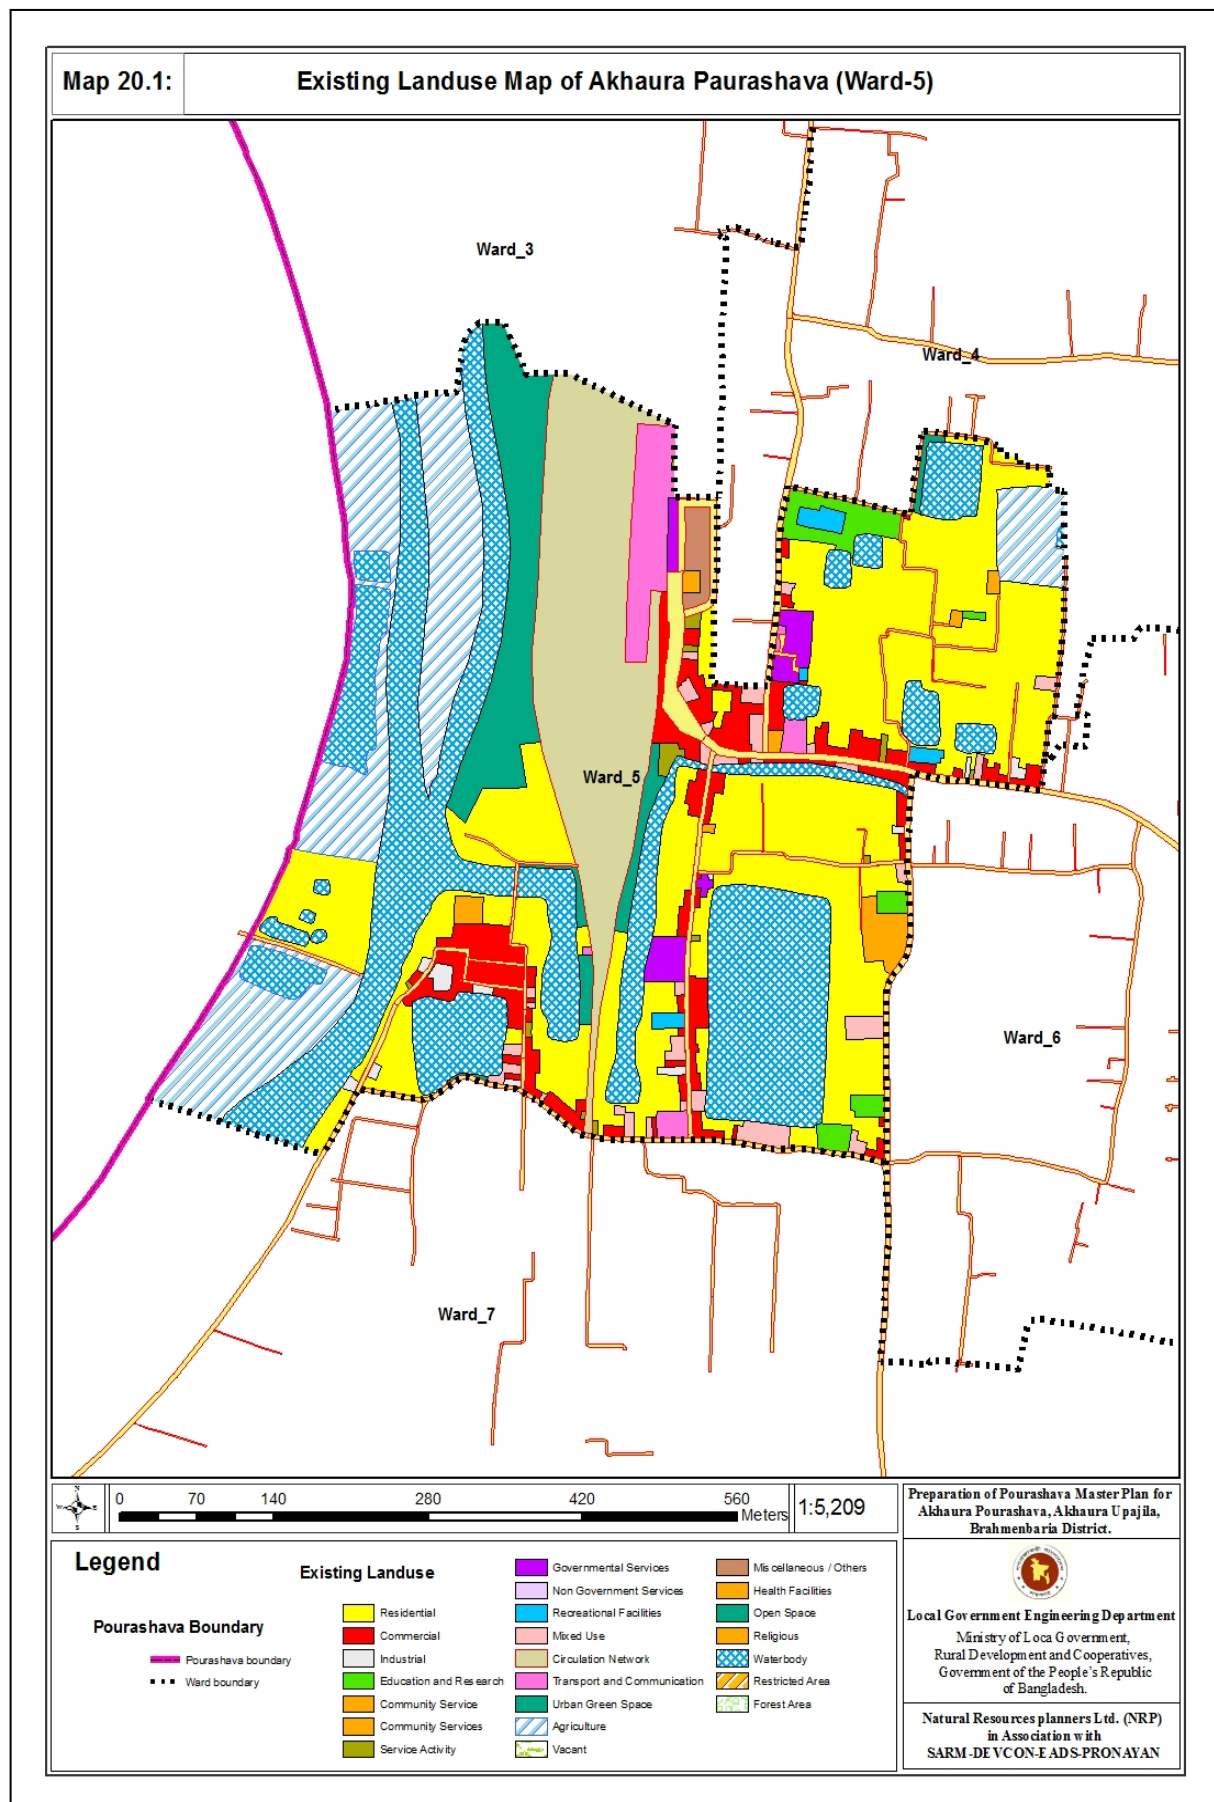 Map 20.1:
Existing Landuse Map of Akhaura Paurashava (Ward-5)
Ward_3
Ward_4
Ward_5
Ward_6
Ward_7
N
W E
S
0 70 140 280 420 560
Meters
1:5,209
Legend
Pourashava Boundary
Pourashava boundary
Ward boundary
Existing Landuse
Residential
Commercial
Industrial
Education and Research
Community Service
Community Services
Service Activity
Governmental Services
Non Government Services
Recreational Facilities
Mixed Use
Circulation Network
Transport and Communication
Urban Green Space
Agriculture
Vacant
Miscellaneous / Others
Health Facilities
Open Space
Religious
Waterbody
Restricted Area
Forest Area
Preparation of Pourashava Master Plan for
Akhaura Pourashava, Akhaura Upajila,
Brahmenbaria District.
Local Government Engineering Department
Ministry of Loca Government,
Rural Development and Cooperatives,
Government of the People's Republic
of Bangladesh.
Natural Resources planners Ltd. (NRP)
in Association with
SARM-DEVCON-EADS-PRONAYAN